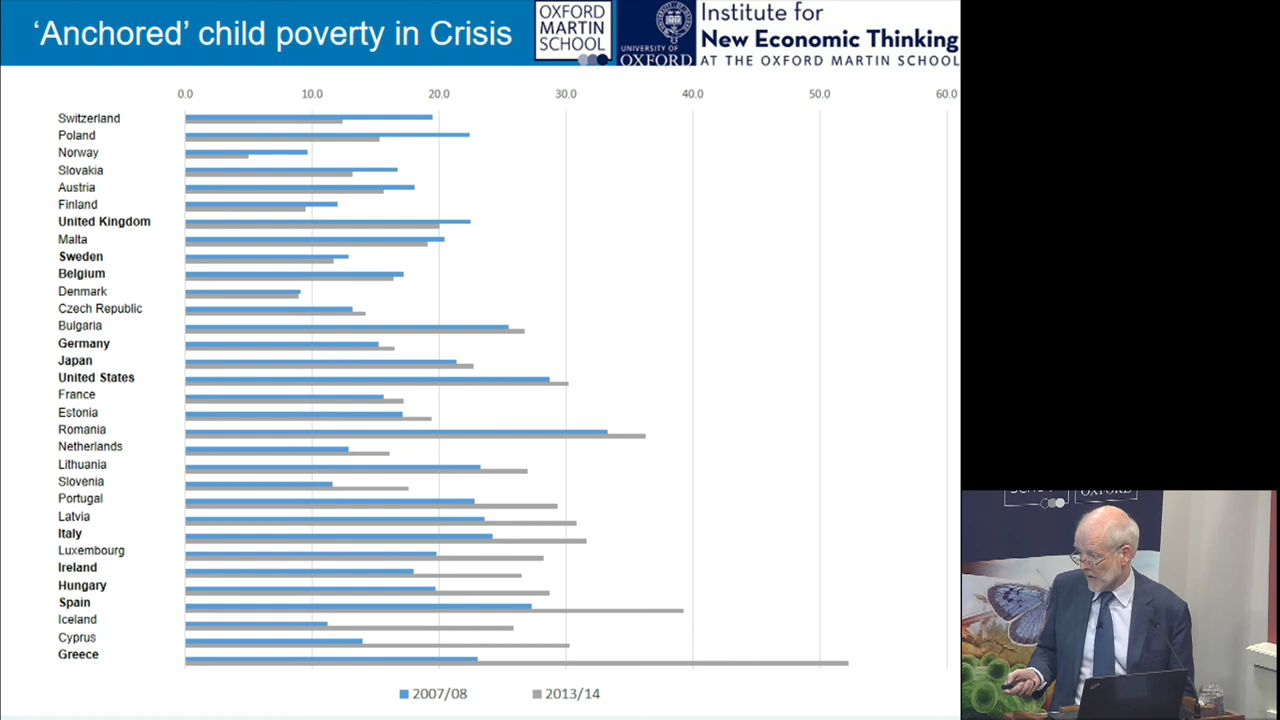 'Anchored' child poverty in Crisis
OXFORD
MARTIN
SCHOOL
UNIVERSITY OF
OXFORD
Institute for
New Economic Thinking
AT THE OXFORD MARTIN SCHOOL
0.0 10.0 20.0 30.0 40.0 50.0 60.0
Switzerland
Poland
Norway
Slovakia
Austria
Finland
United Kingdom
Malta
Sweden
Belgium
Denmark
Czech Republic
Bulgaria
Germany
Japan
United States
France
Estonia
Romania
Netherlands
Lithuania
Slovenia
Portugal
Latvia
Italy
Luxembourg
Ireland
Hungary
Spain
Iceland
Cyprus
Greece
2007/08 2013/14